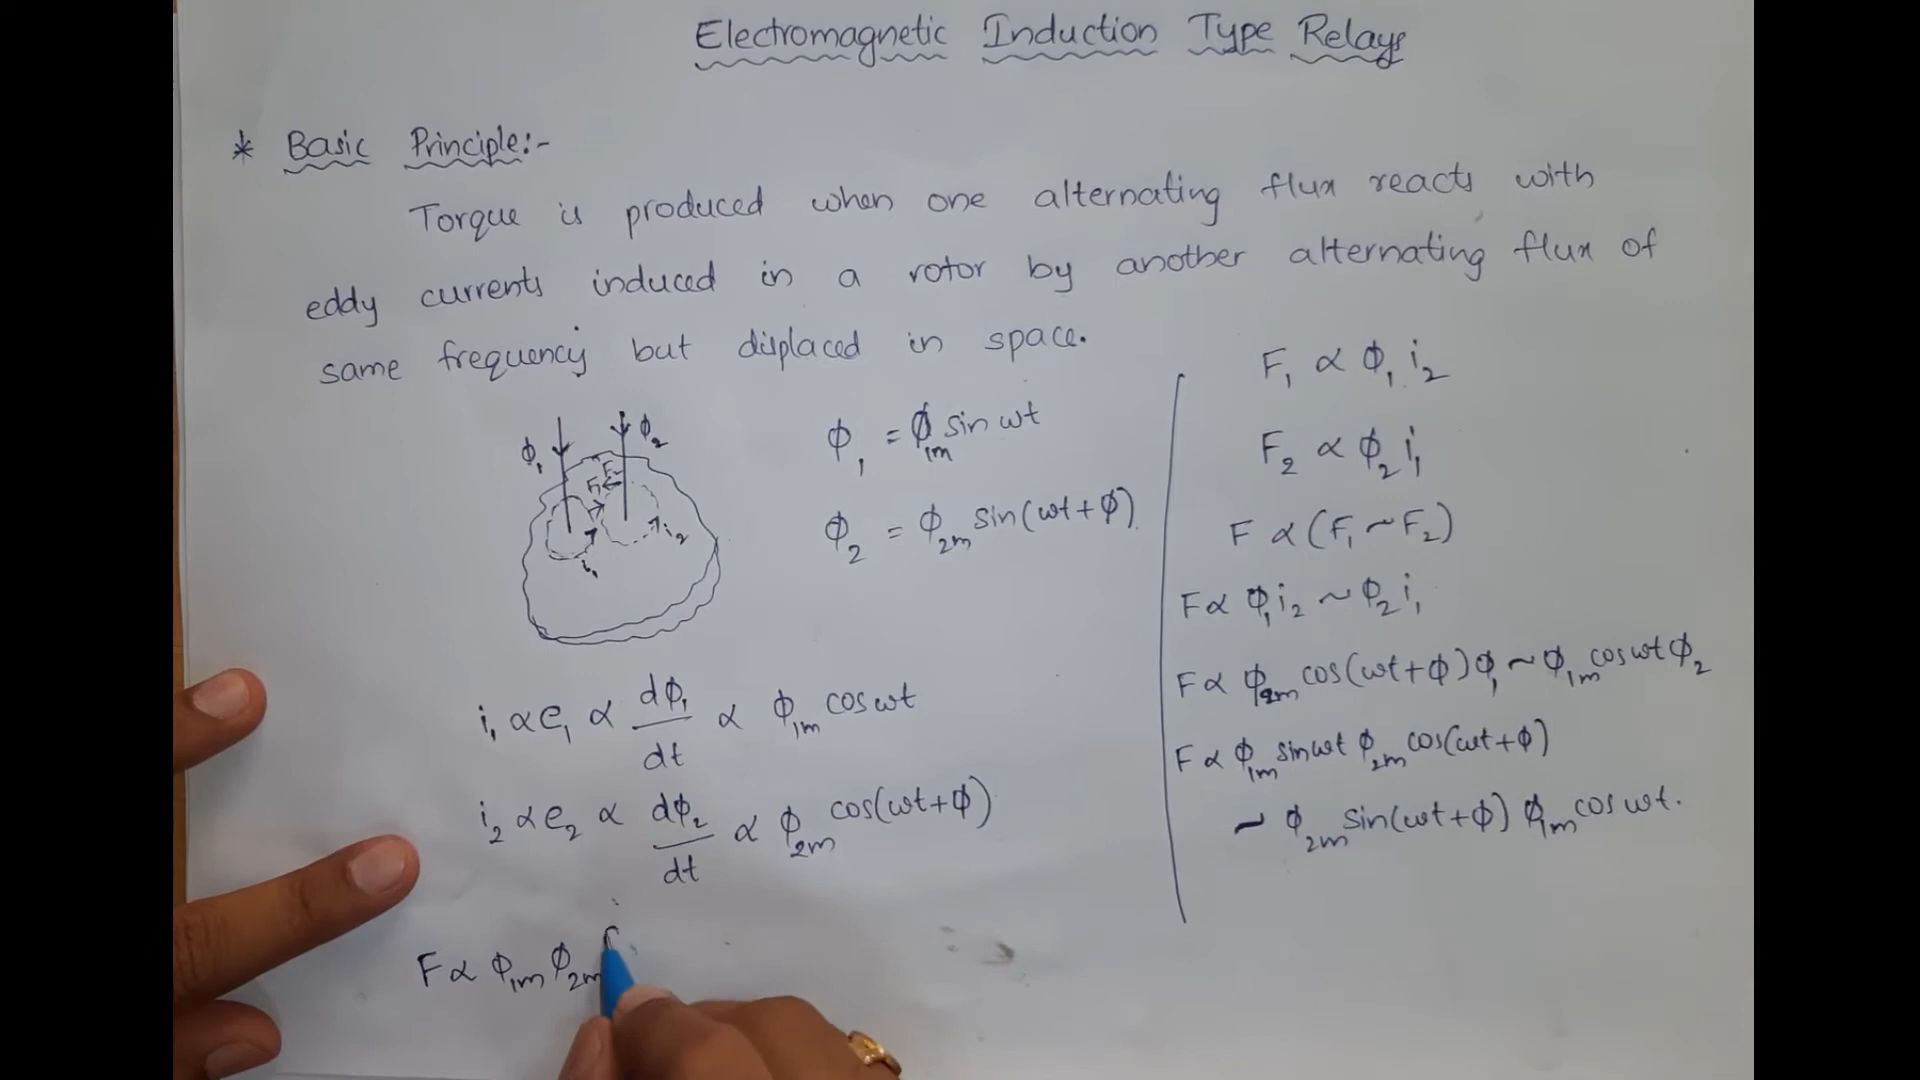 Electromagnetic Induction Type Relays
* Basic Principle:-
Torque is produced when one alternating flux reacts with
eddy currents induced in a rotor by another alternating flux of
same frequency but displaced in space.
ϕ₁ ϕ₂
F₁ F₂
i₁ i₂
ϕ₁ = ϕ₁m sin ωt
ϕ₂ = ϕ₂m sin(ωt+ϕ)
i₁ ∝ e₁ ∝ dϕ₁/dt ∝ ϕ₁m cos ωt
i₂ ∝ e₂ ∝ dϕ₂/dt ∝ ϕ₂m cos(ωt+ϕ)
F ∝ ϕ₁m ϕ₂m
F₁ ∝ ϕ₁ i₂
F₂ ∝ ϕ₂ i₁
F ∝ (F₁ ~ F₂)
F ∝ ϕ₁ i₂ ~ ϕ₂ i₁
F ∝ ϕ₂m cos(ωt+ϕ) ϕ₁ ~ ϕ₁m cos ωt ϕ₂
F ∝ ϕ₁m sin ωt ϕ₂m cos(ωt+ϕ)
~ ϕ₂m sin(ωt+ϕ) ϕ₁m cos ωt.